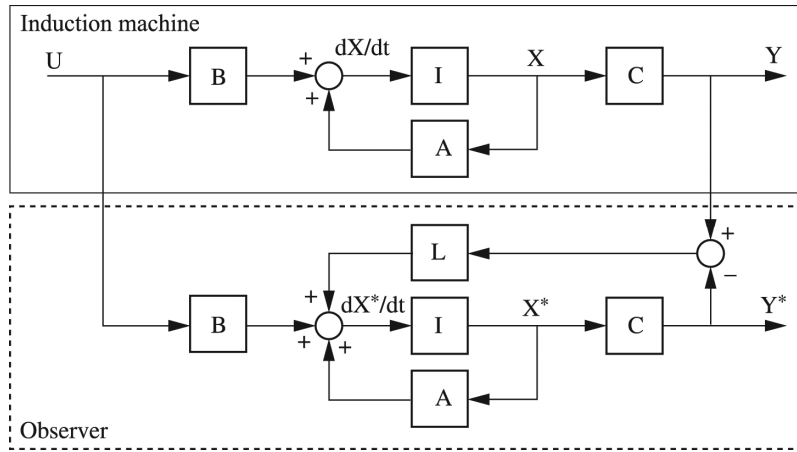 Induction machine
U
B
+
+
dX/dt
I
X
C
Y
A
L
+
−
B
+
+
+
dX*/dt
I
X*
C
Y*
A
Observer